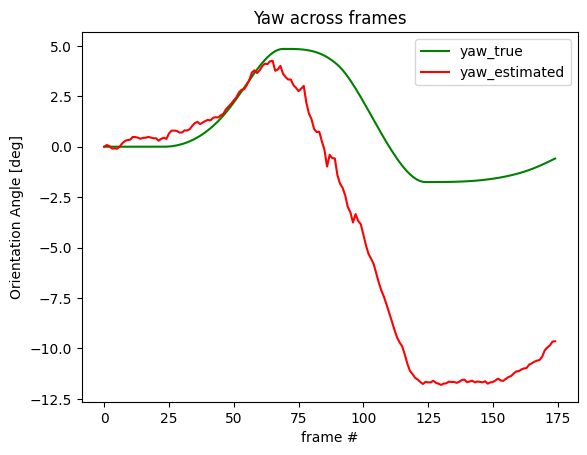 Yaw across frames
yaw_true
yaw_estimated
Orientation Angle [deg]
5.0
2.5
0.0
−2.5
−5.0
−7.5
−10.0
−12.5
0 25 50 75 100 125 150 175
frame #